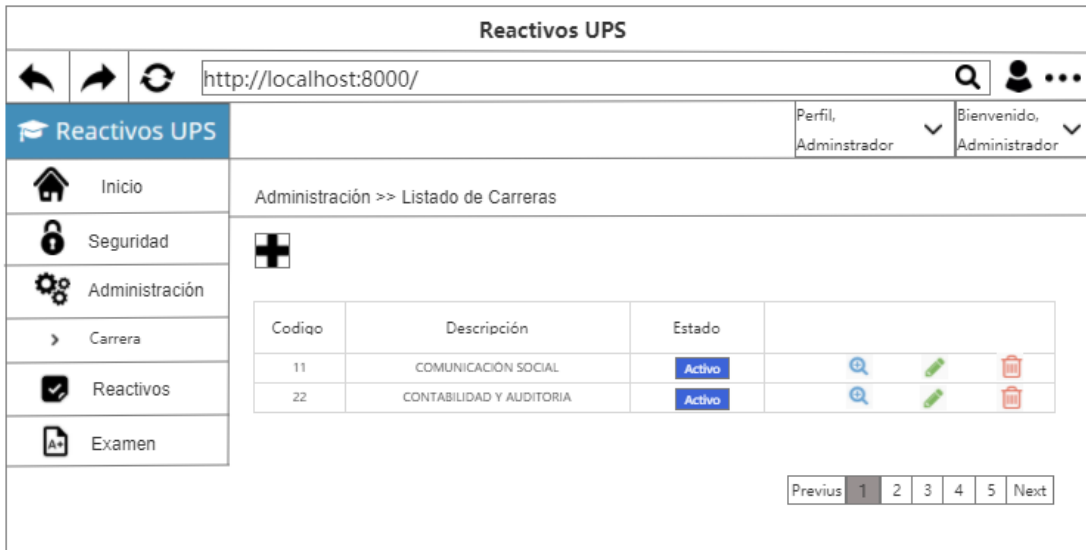 Reactivos UPS
http://localhost:8000/
Reactivos UPS
Perfil,
Adminstrador
Bienvenido,
Administrador
Inicio
Administración >> Listado de Carreras
Seguridad
Administración
Carrera
Reactivos
A+ Examen
Codigo Descripción Estado
11 COMUNICACIÓN SOCIAL Activo
22 CONTABILIDAD Y AUDITORIA Activo
Previus 1 2 3 4 5 Next